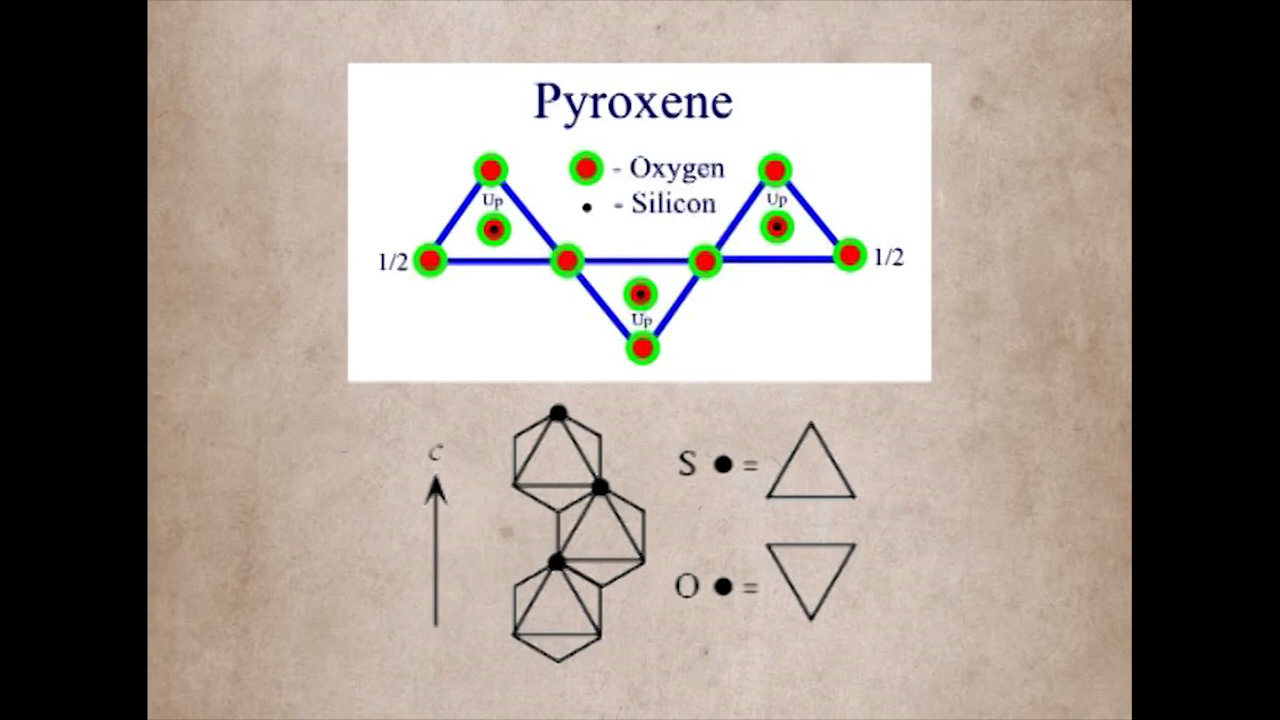 Pyroxene
- Oxygen
- Silicon
Up
Up
1/2
1/2
Up
c
S ● =
O ● =